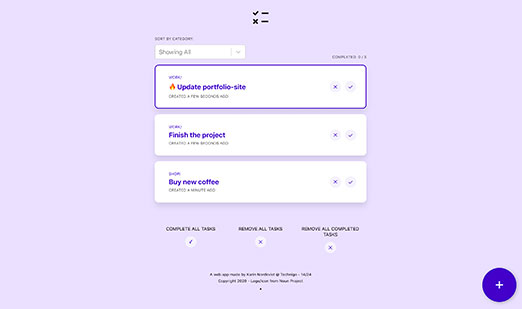 SORT BY CATEGORY:
Showing All
COMPLETED: 0 / 3
WORK/
🔥Update portfolio-site
CREATED A FEW SECONDS AGO
WORK/
Finish the project
CREATED A FEW SECONDS AGO
SHOP/
Buy new coffee
CREATED A MINUTE AGO
COMPLETE ALL TASKS
REMOVE ALL TASKS
REMOVE ALL COMPLETED
TASKS
A web app made by Karin Nordkvist @ Technigo - 14/24
Copyright 2020 - Logo/icon from Noun Project